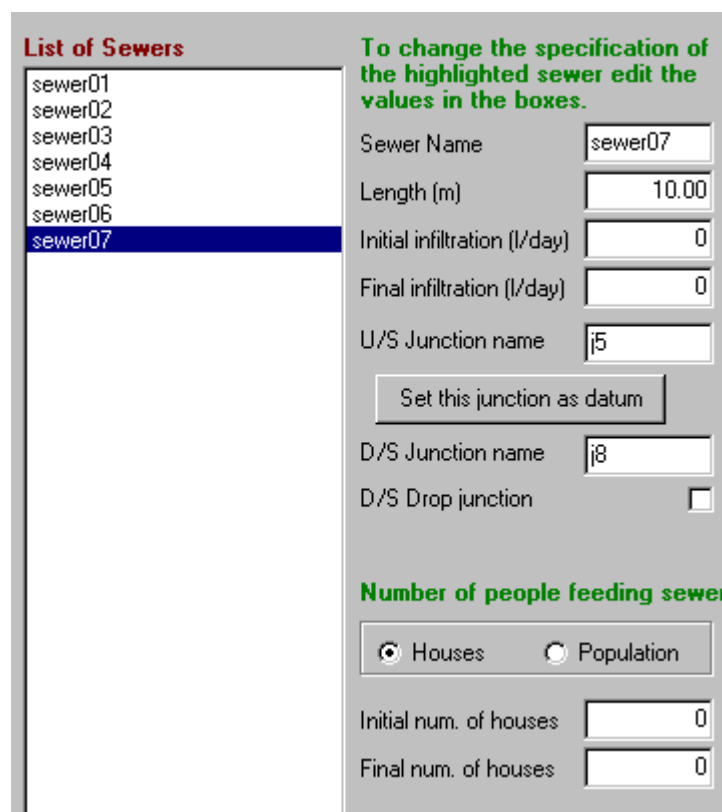 List of Sewers
sewer01
sewer02
sewer03
sewer04
sewer05
sewer06
sewer07
To change the specification of
the highlighted sewer edit the
values in the boxes.
Sewer Name sewer07
Length (m) 10.00
Initial infiltration (l/day) 0
Final infiltration (l/day) 0
U/S Junction name j5
Set this junction as datum
D/S Junction name j8
D/S Drop junction
Number of people feeding sewer
Houses Population
Initial num. of houses 0
Final num. of houses 0